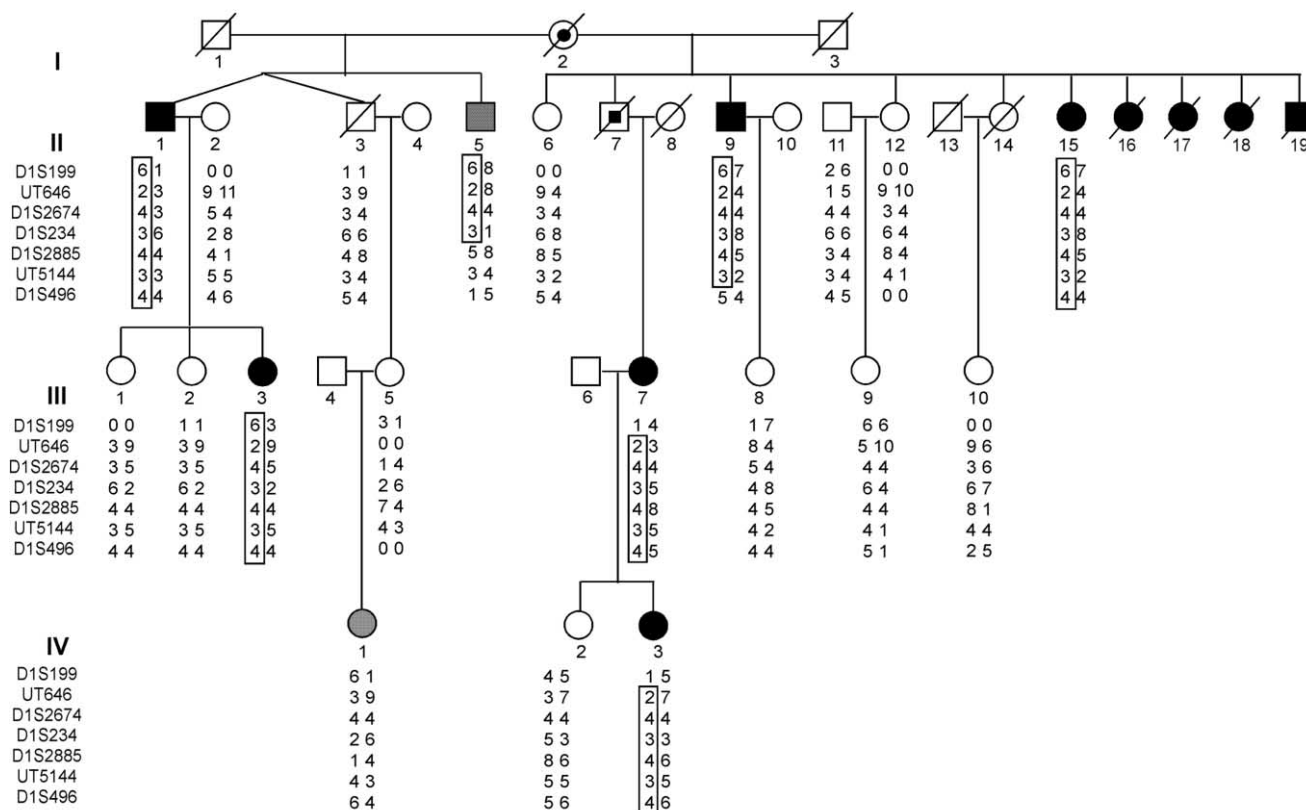 I
1 2 3
II
1 2 3 4 5 6 7 8 9 10 11 12 13 14 15 16 17 18 19
D1S199 6 1 0 0 1 1 6 8 0 0 6 7 2 6 0 0 6 7
UT646 2 3 9 11 3 9 2 8 9 4 2 4 1 5 9 10 2 4
D1S2674 4 3 5 4 3 4 4 4 3 4 4 4 4 4 3 4 4 4
D1S234 3 6 2 8 6 6 3 1 6 8 3 8 6 6 6 4 3 8
D1S2885 4 4 4 1 4 8 5 8 8 5 4 5 3 4 8 4 4 5
UT5144 3 3 5 5 3 4 3 4 3 2 3 2 3 4 4 1 3 2
D1S496 4 4 4 6 5 4 1 5 5 4 5 4 4 5 0 0 4 4
III
1 2 3 4 5 6 7 8 9 10
D1S199 0 0 1 1 6 3 3 1 1 4 1 7 6 6 0 0
UT646 3 9 3 9 2 9 0 0 2 3 8 4 5 10 9 6
D1S2674 3 5 3 5 4 5 1 4 4 4 5 4 4 4 3 6
D1S234 6 2 6 2 3 2 2 6 3 5 4 8 6 4 6 7
D1S2885 4 4 4 4 4 4 7 4 4 8 4 5 4 4 8 1
UT5144 3 5 3 5 3 5 4 3 3 5 4 2 4 1 4 4
D1S496 4 4 4 4 4 4 0 0 4 5 4 4 5 1 2 5
IV
1 2 3
D1S199 6 1 4 5 1 5
UT646 3 9 3 7 2 7
D1S2674 4 4 4 4 4 4
D1S234 2 6 5 3 3 3
D1S2885 1 4 8 6 4 6
UT5144 4 3 5 5 3 5
D1S496 6 4 5 6 4 6